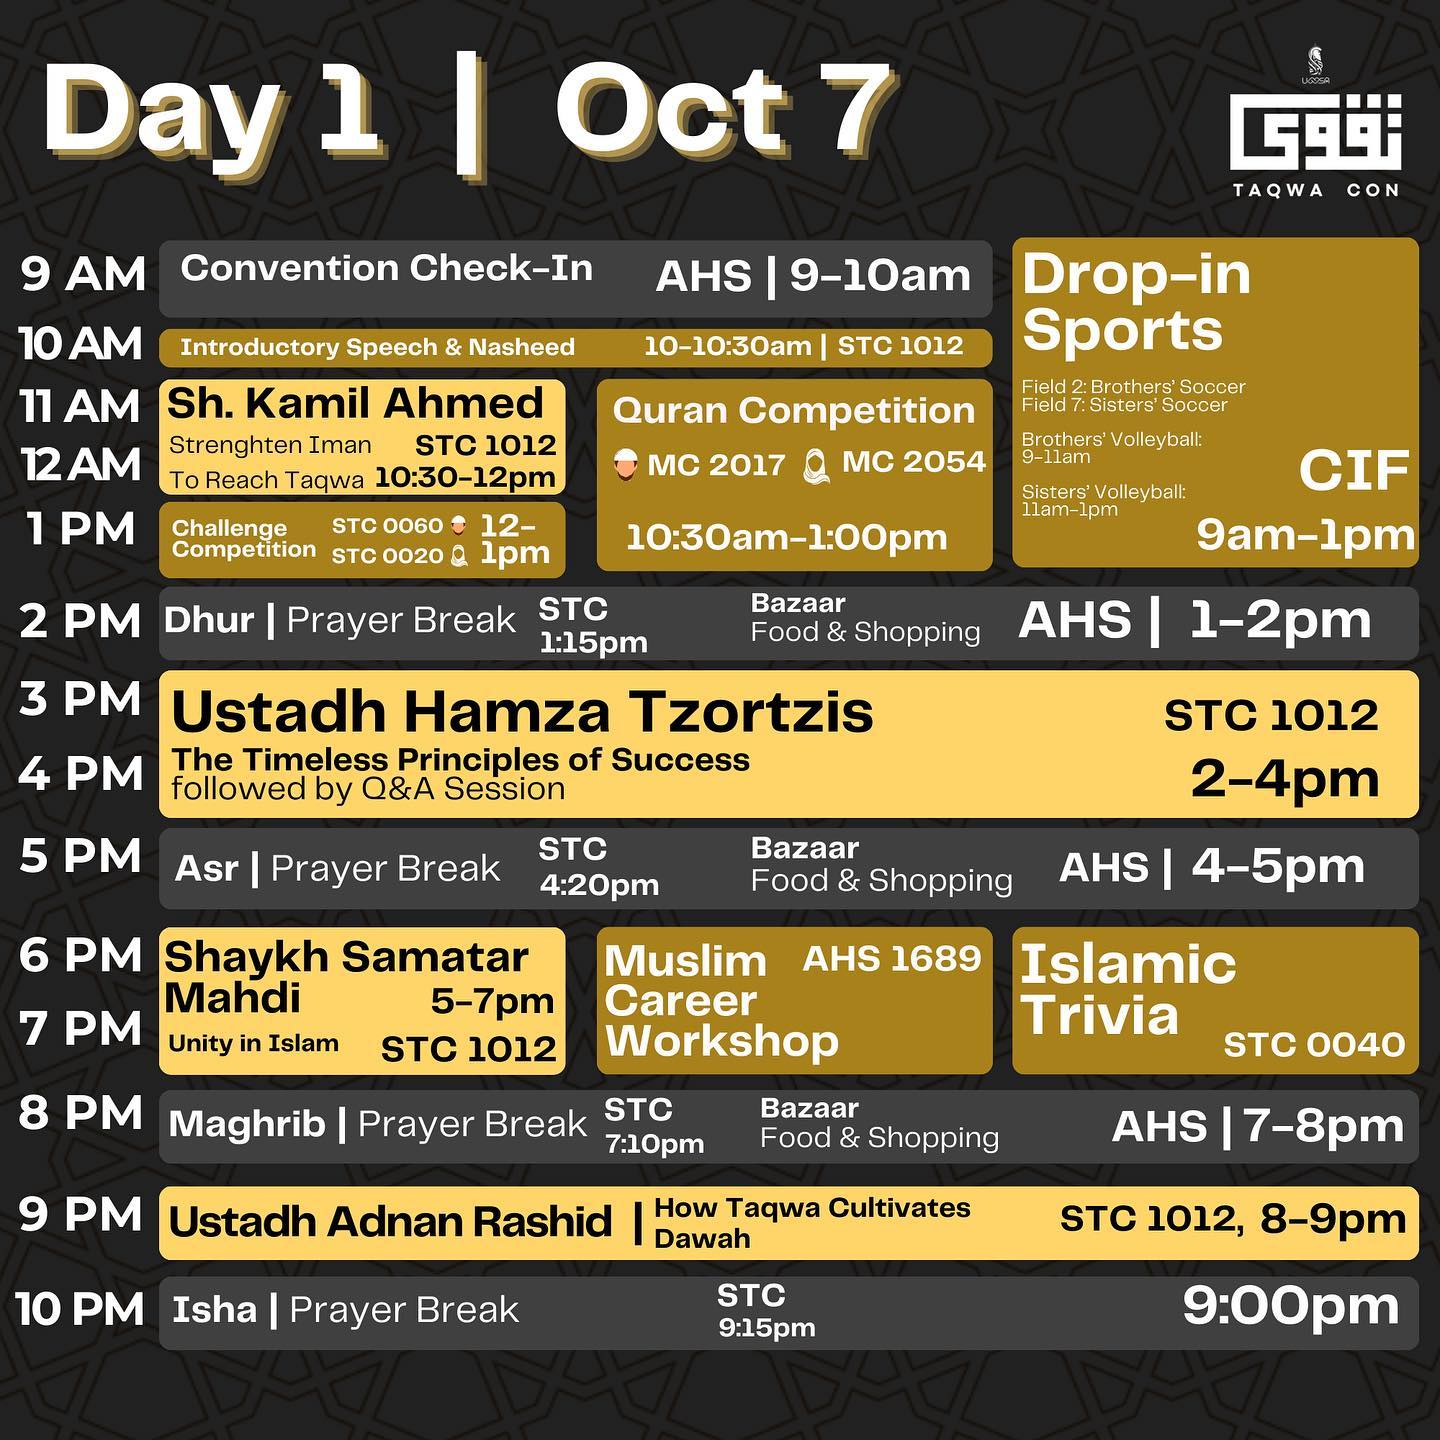 Day 1 | Oct 7
UWMSA
تقوى
TAQWA CON
9 AM
Convention Check-In
AHS | 9-10am
10 AM
Introductory Speech & Nasheed
10-10:30am | STC 1012
Drop-in
Sports
Field 2: Brothers' Soccer
Field 7: Sisters' Soccer
Brothers' Volleyball:
9-11am
Sisters' Volleyball:
11am-1pm
CIF
9am-1pm
11 AM
12 AM
Sh. Kamil Ahmed
Strenghten Iman
STC 1012
To Reach Taqwa
10:30-12pm
Quran Competition
MC 2017
MC 2054
10:30am-1:00pm
1 PM
Challenge
Competition
STC 0060
STC 0020
12-
1pm
2 PM
Dhur | Prayer Break
STC
1:15pm
Bazaar
Food & Shopping
AHS | 1-2pm
3 PM
4 PM
Ustadh Hamza Tzortzis
The Timeless Principles of Success
followed by Q&A Session
STC 1012
2-4pm
5 PM
Asr | Prayer Break
STC
4:20pm
Bazaar
Food & Shopping
AHS | 4-5pm
6 PM
7 PM
Shaykh Samatar
Mahdi
5-7pm
Unity in Islam
STC 1012
Muslim
Career
Workshop
AHS 1689
Islamic
Trivia
STC 0040
8 PM
Maghrib | Prayer Break
STC
7:10pm
Bazaar
Food & Shopping
AHS | 7-8pm
9 PM
Ustadh Adnan Rashid |
How Taqwa Cultivates
Dawah
STC 1012, 8-9pm
10 PM
Isha | Prayer Break
STC
9:15pm
9:00pm